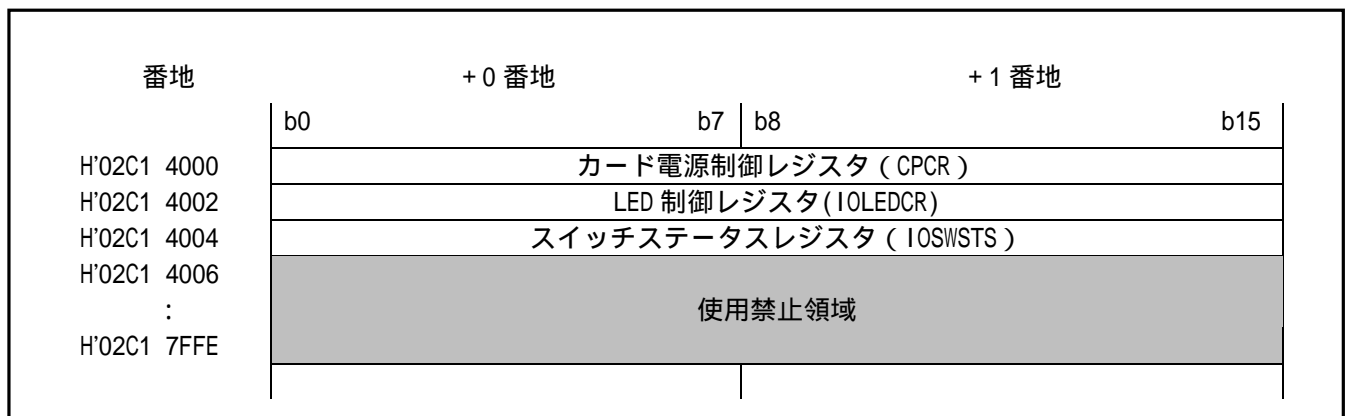 番地 +0 番地 +1 番地
b0 b7 b8 b15
H'02C1 4000 カード電源制御レジスタ（CPCR）
H'02C1 4002 LED 制御レジスタ(IOLEDCR)
H'02C1 4004 スイッチステータスレジスタ（IOSWSTS）
H'02C1 4006
: 使用禁止領域
H'02C1 7FFE